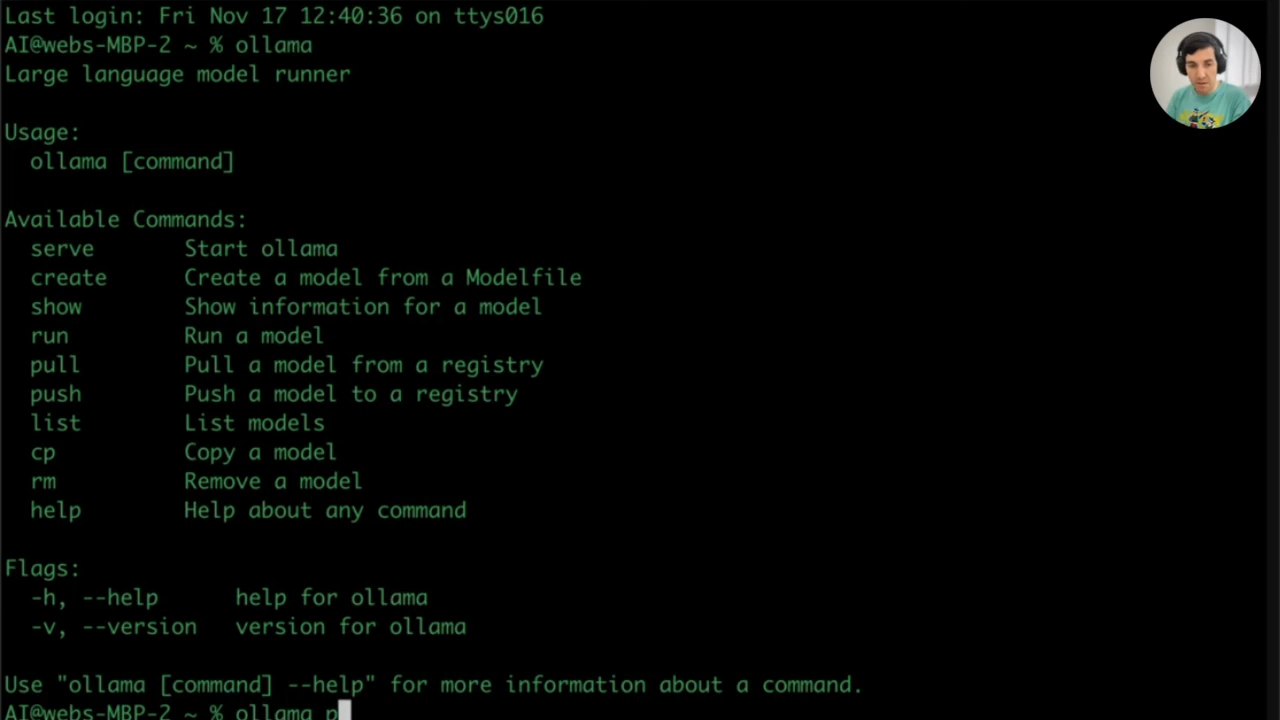 Last login: Fri Nov 17 12:40:36 on ttys016
AI@webs-MBP-2 ~ % ollama
Large language model runner

Usage:
  ollama [command]

Available Commands:
  serve       Start ollama
  create      Create a model from a Modelfile
  show        Show information for a model
  run         Run a model
  pull        Pull a model from a registry
  push        Push a model to a registry
  list        List models
  cp          Copy a model
  rm          Remove a model
  help        Help about any command

Flags:
  -h, --help      help for ollama
  -v, --version   version for ollama

Use "ollama [command] --help" for more information about a command.
AI@webs-MBP-2 ~ % ollama p